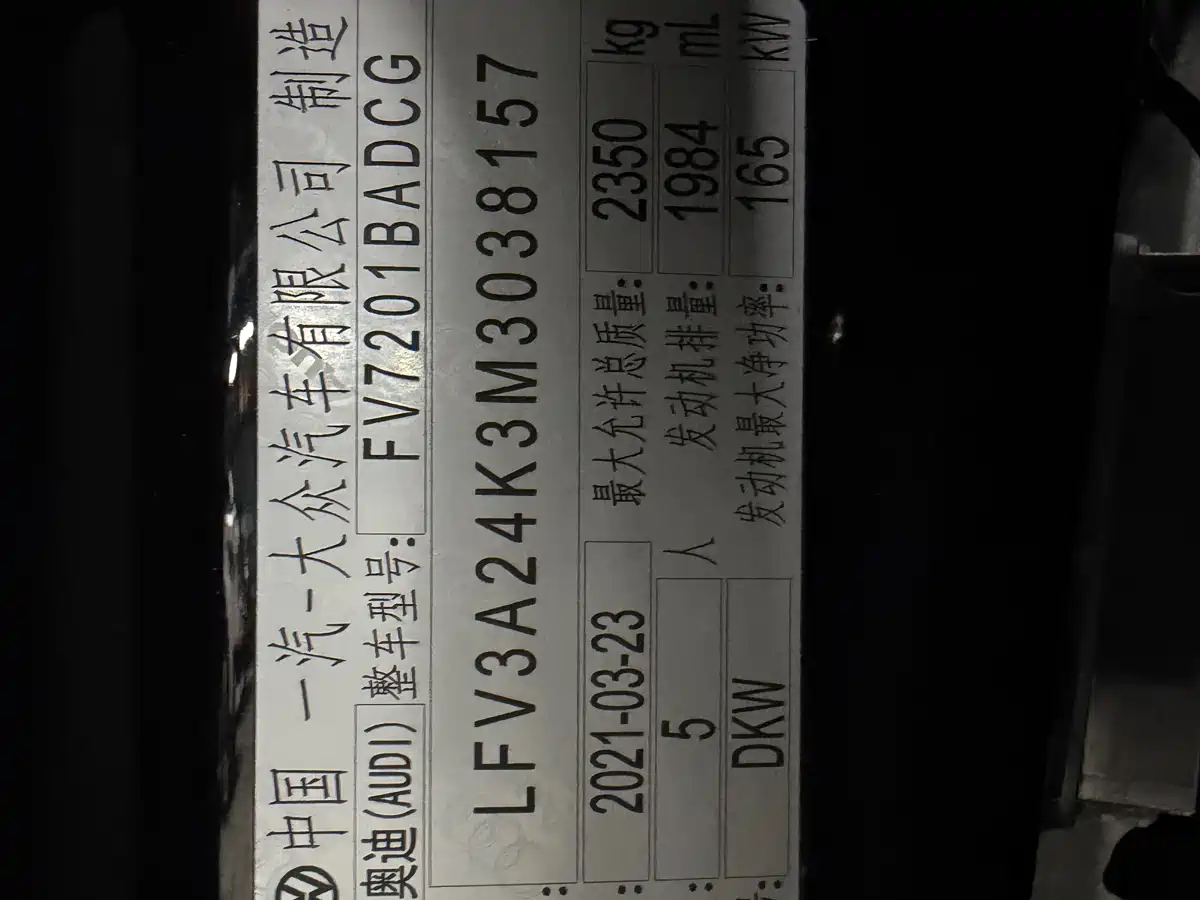 中国 一汽-大众汽车有限公司 制造
奥迪(AUDI) 整车型号: FV7201BADCG
LFV3A24K3M3038157
: 2021-03-23 最大允许总质量: 2350 kg
: 5 人 发动机排量: 1984 mL
号: DKW 发动机最大净功率: 165 kW